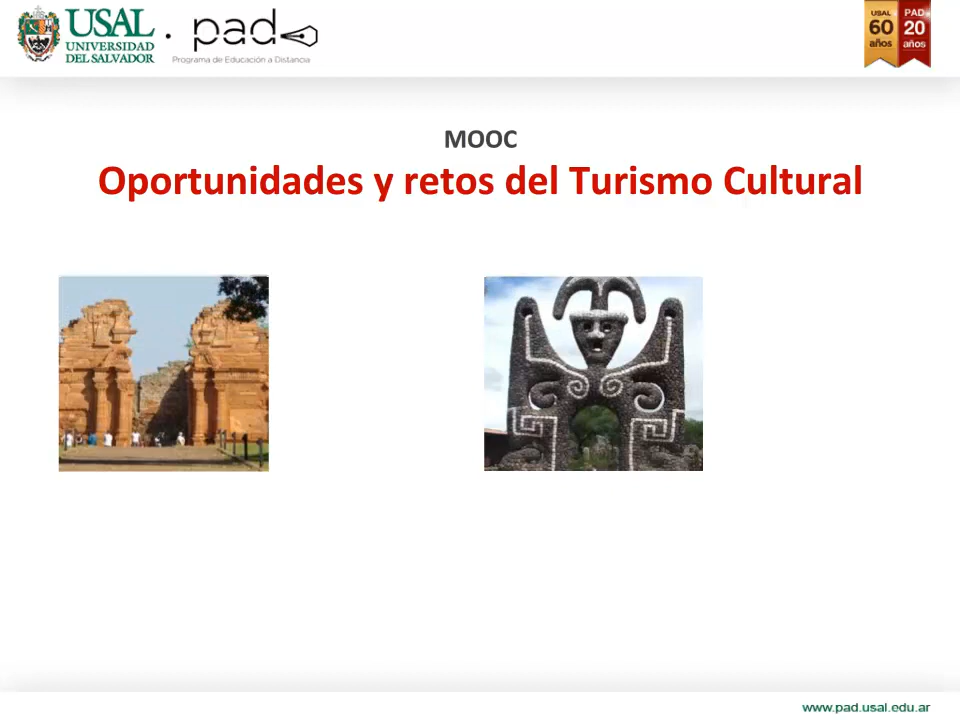 USAL
UNIVERSIDAD
DEL SALVADOR
pad
Programa de Educación a Distancia
USAL
60
años
PAD
20
años
MOOC
Oportunidades y retos del Turismo Cultural
www.pad.usal.edu.ar